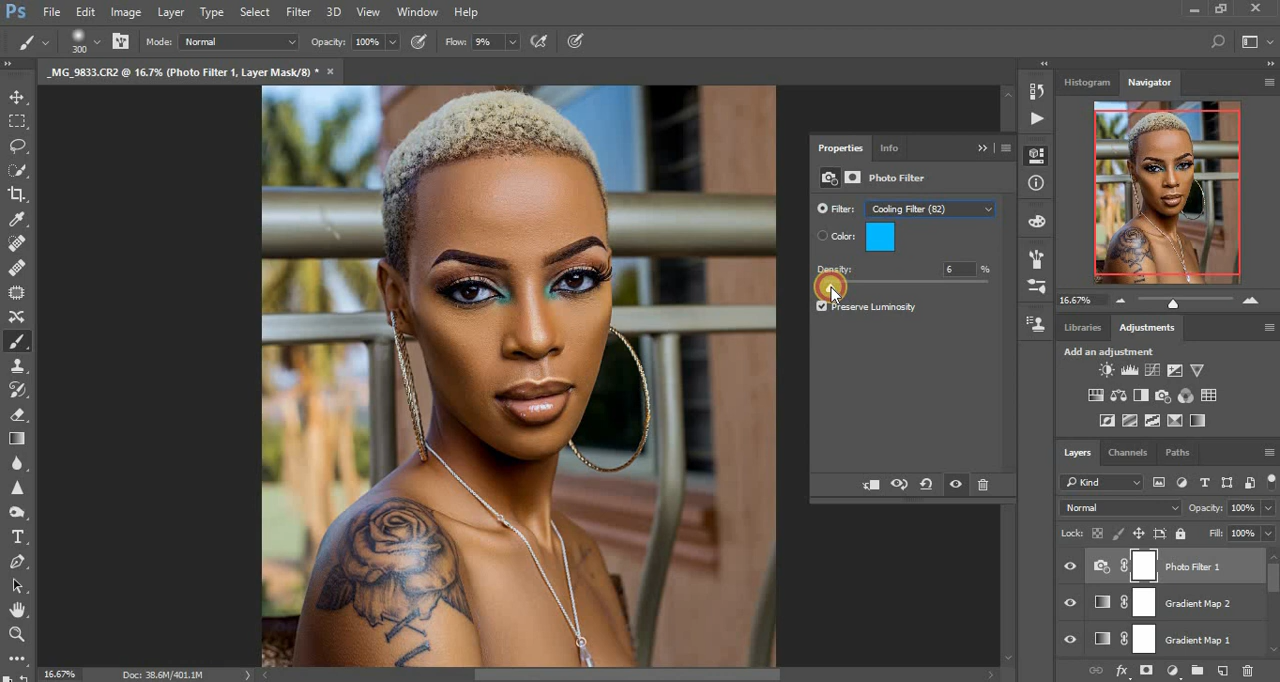 Ps File Edit Image Layer Type Select Filter 3D View Window Help
300 Mode: Normal Opacity: 100% Flow: 9%
_MG_9833.CR2 @ 16.7% (Photo Filter 1, Layer Mask/8) * ×
Histogram Navigator
Properties Info
Photo Filter
Filter: Cooling Filter (82)
Color:
Density: 6 %
Preserve Luminosity
16.67%
Libraries Adjustments
Add an adjustment
Layers Channels Paths
Kind
Normal Opacity: 100%
Lock: Fill: 100%
Photo Filter 1
Gradient Map 2
Gradient Map 1
16.67% Doc: 38.6M/401.1M